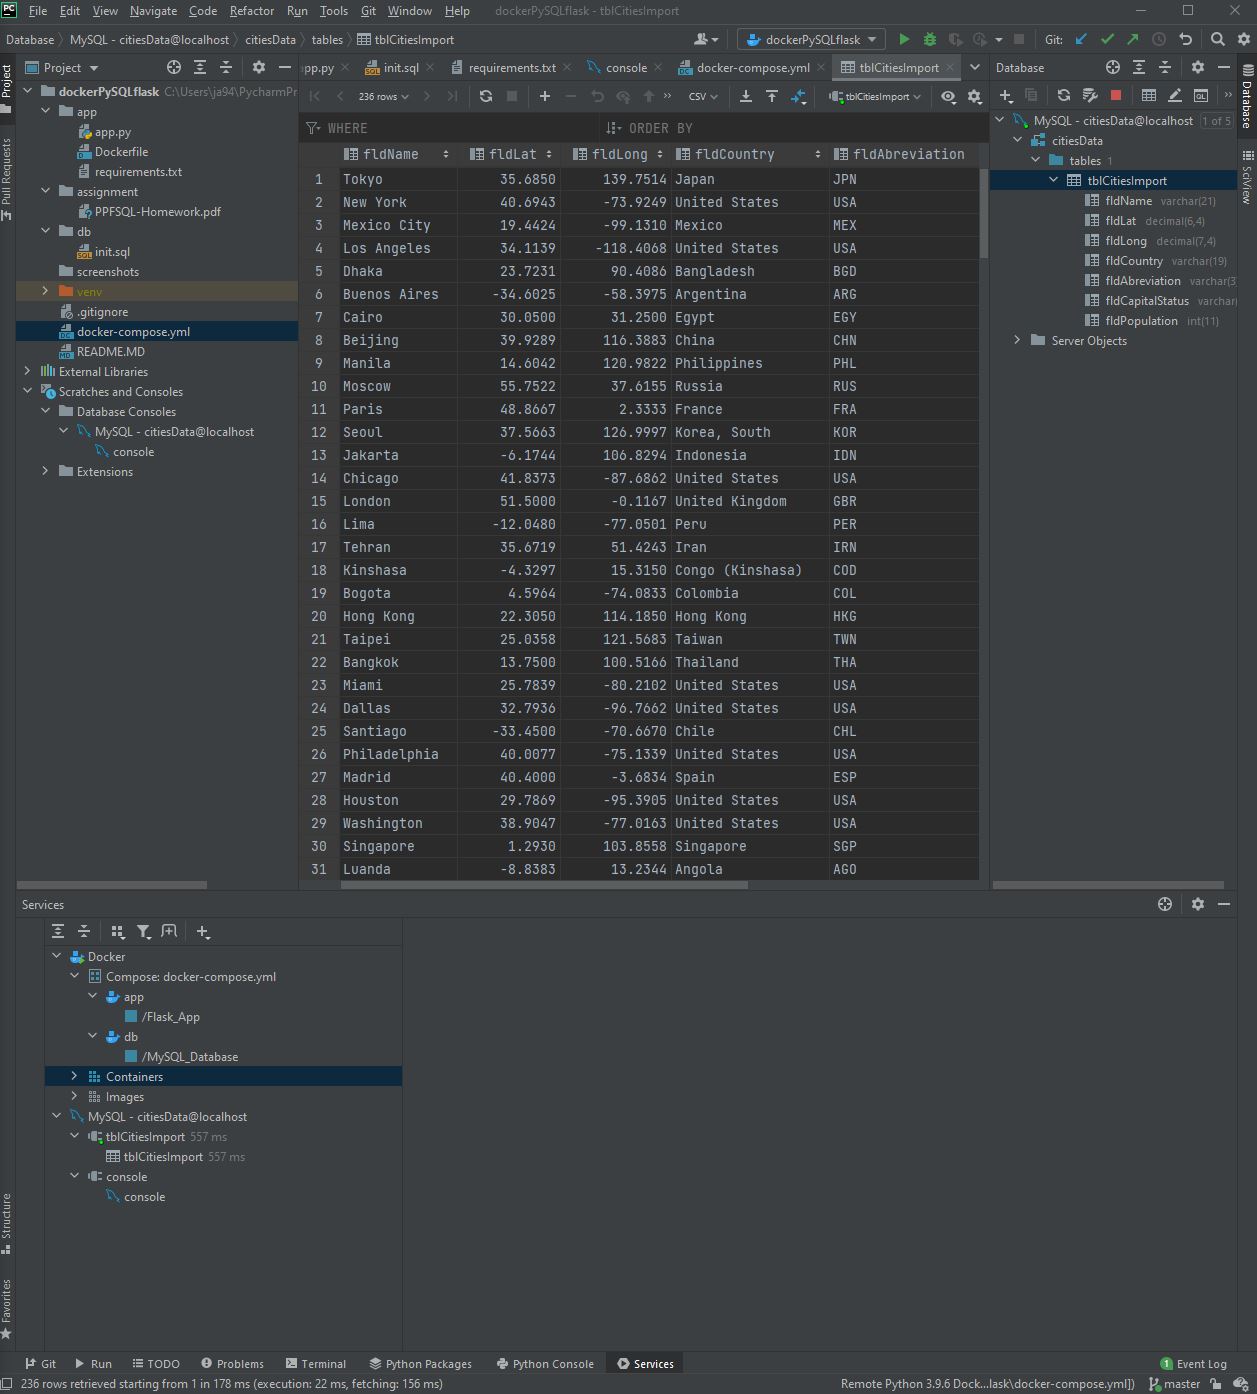 PC File Edit View Navigate Code Refactor Run Tools Git Window Help dockerPySQLflask - tblCitiesImport
Database MySQL - citiesData@localhost citiesData tables tblCitiesImport dockerPySQLflask Git:
Project
Pull Requests
Structure
Favorites
Project
dockerPySQLflask C:\Users\ja94\PycharmPr
app
app.py
Dockerfile
requirements.txt
assignment
PPFSQL-Homework.pdf
db
init.sql
screenshots
venv
.gitignore
docker-compose.yml
README.MD
External Libraries
Scratches and Consoles
Database Consoles
MySQL - citiesData@localhost
console
Extensions
app.py init.sql requirements.txt console docker-compose.yml tblCitiesImport
236 rows CSV tblCitiesImport
WHERE ORDER BY
fldName fldLat fldLong fldCountry fldAbreviation
1 Tokyo 35.6850 139.7514 Japan JPN
2 New York 40.6943 -73.9249 United States USA
3 Mexico City 19.4424 -99.1310 Mexico MEX
4 Los Angeles 34.1139 -118.4068 United States USA
5 Dhaka 23.7231 90.4086 Bangladesh BGD
6 Buenos Aires -34.6025 -58.3975 Argentina ARG
7 Cairo 30.0500 31.2500 Egypt EGY
8 Beijing 39.9289 116.3883 China CHN
9 Manila 14.6042 120.9822 Philippines PHL
10 Moscow 55.7522 37.6155 Russia RUS
11 Paris 48.8667 2.3333 France FRA
12 Seoul 37.5663 126.9997 Korea, South KOR
13 Jakarta -6.1744 106.8294 Indonesia IDN
14 Chicago 41.8373 -87.6862 United States USA
15 London 51.5000 -0.1167 United Kingdom GBR
16 Lima -12.0480 -77.0501 Peru PER
17 Tehran 35.6719 51.4243 Iran IRN
18 Kinshasa -4.3297 15.3150 Congo (Kinshasa) COD
19 Bogota 4.5964 -74.0833 Colombia COL
20 Hong Kong 22.3050 114.1850 Hong Kong HKG
21 Taipei 25.0358 121.5683 Taiwan TWN
22 Bangkok 13.7500 100.5166 Thailand THA
23 Miami 25.7839 -80.2102 United States USA
24 Dallas 32.7936 -96.7662 United States USA
25 Santiago -33.4500 -70.6670 Chile CHL
26 Philadelphia 40.0077 -75.1339 United States USA
27 Madrid 40.4000 -3.6834 Spain ESP
28 Houston 29.7869 -95.3905 United States USA
29 Washington 38.9047 -77.0163 United States USA
30 Singapore 1.2930 103.8558 Singapore SGP
31 Luanda -8.8383 13.2344 Angola AGO
Database
MySQL - citiesData@localhost 1 of 5
citiesData
tables 1
tblCitiesImport
fldName varchar(21)
fldLat decimal(6,4)
fldLong decimal(7,4)
fldCountry varchar(19)
fldAbreviation varchar(3)
fldCapitalStatus varchar
fldPopulation int(11)
Server Objects
Database
SciView
Services
Docker
Compose: docker-compose.yml
app
/Flask_App
db
/MySQL_Database
Containers
Images
MySQL - citiesData@localhost
tblCitiesImport 557 ms
tblCitiesImport 557 ms
console
console
Git Run TODO Problems Terminal Python Packages Python Console Services 1 Event Log
236 rows retrieved starting from 1 in 178 ms (execution: 22 ms, fetching: 156 ms) Remote Python 3.9.6 Dock...lask\docker-compose.yml]) master